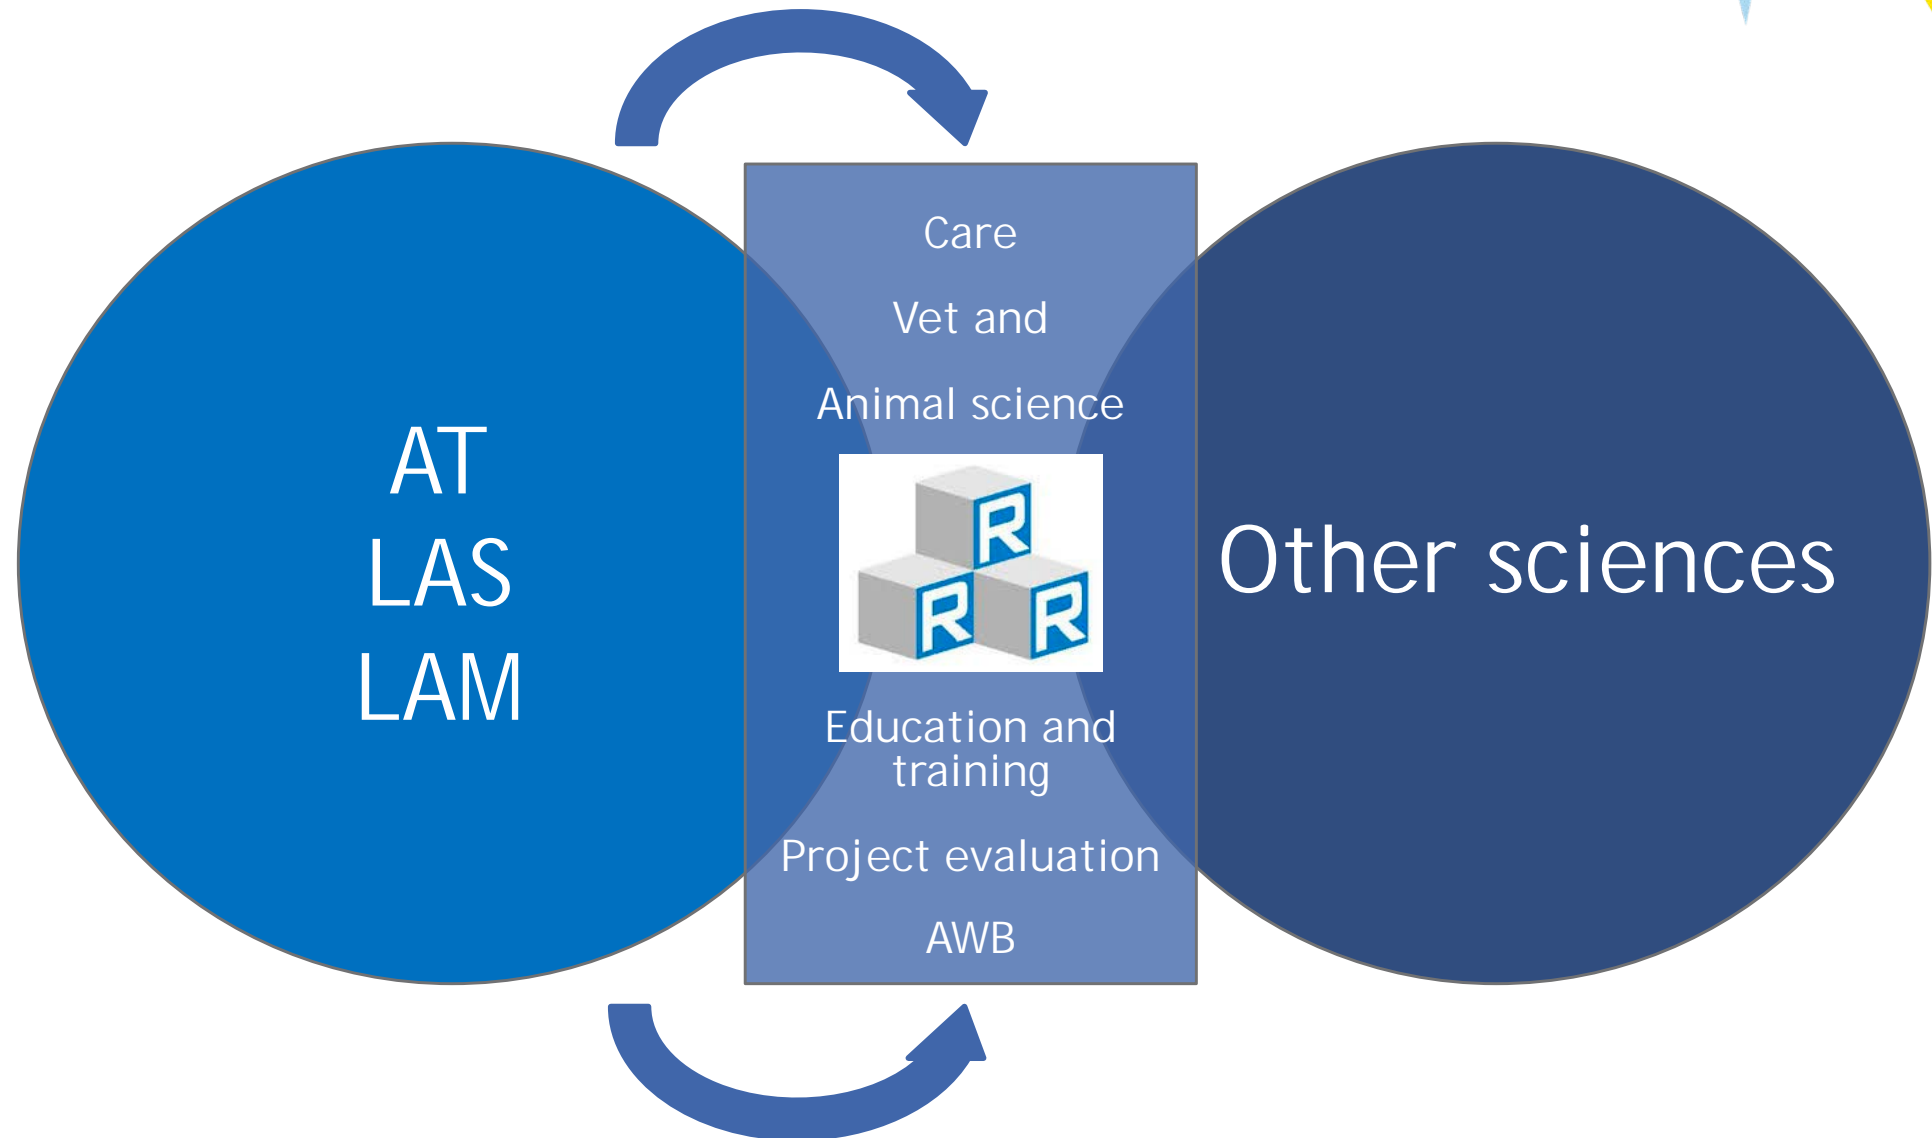 AT
LAS
LAM
Care
Vet and
Animal science
R
R R
Education and
training
Project evaluation
AWB
Other sciences